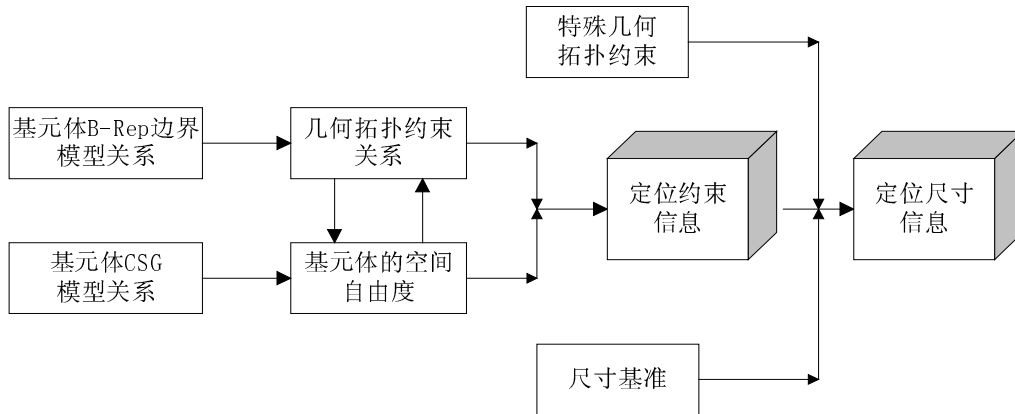 特殊几何
拓扑约束
基元体B-Rep边界
模型关系
几何拓扑约束
关系
定位约束
信息
定位尺寸
信息
基元体CSG
模型关系
基元体的空间
自由度
尺寸基准